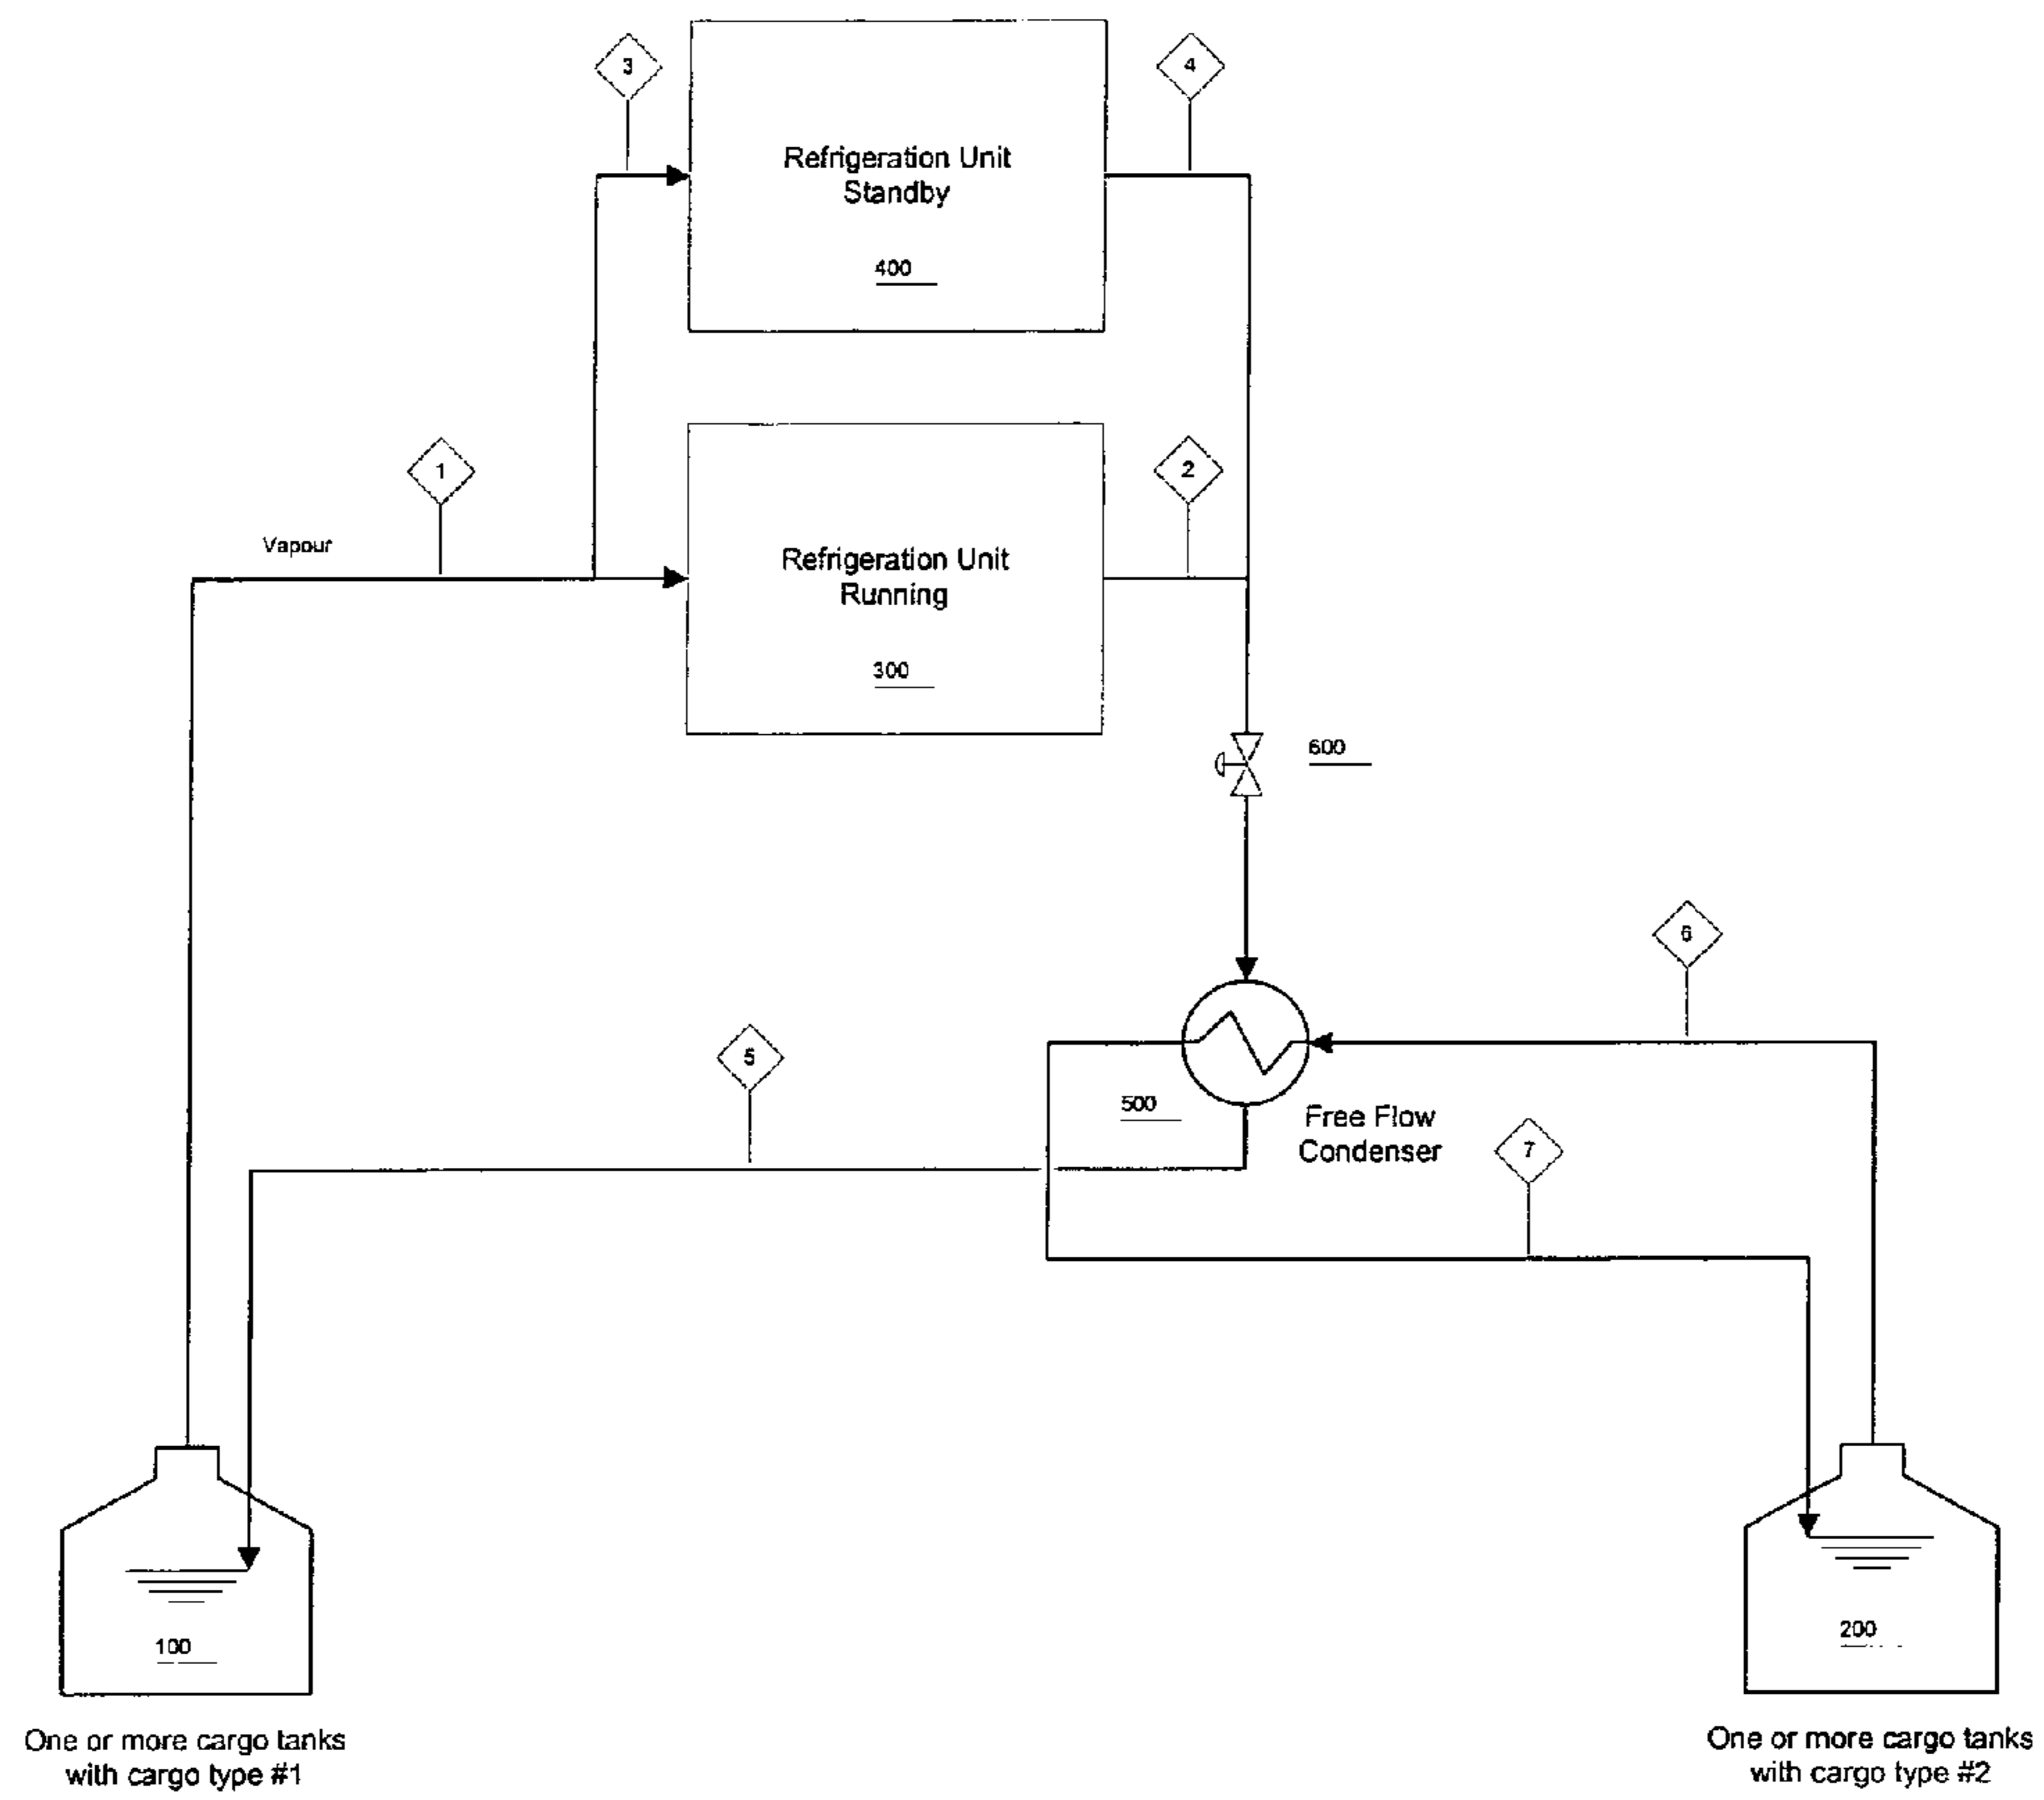 3
4
Refrigeration Unit
Standby
400
1
2
Vapour
Refrigeration Unit
Running
300
600
6
5
500
Free Flow
Condenser
7
100
200
One or more cargo tanks
with cargo type #1
One or more cargo tanks
with cargo type #2